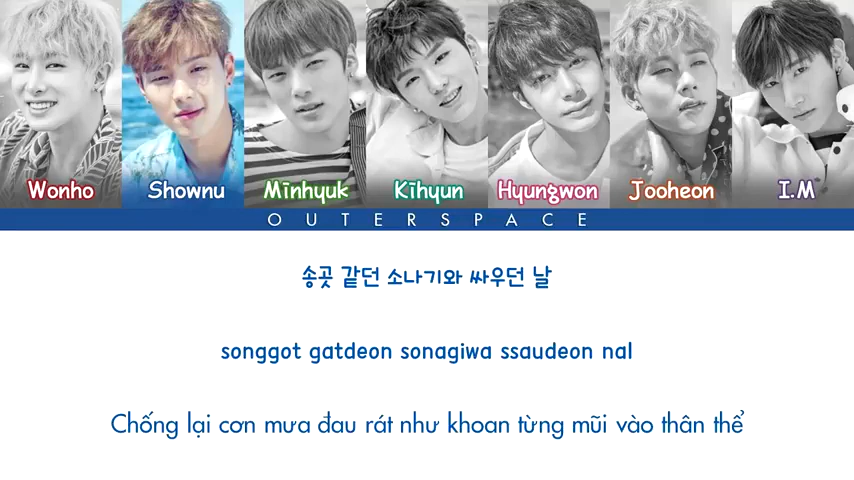 Wonho Shownu Minhyuk Kihyun Hyungwon Jooheon I.M
OUTERSPACE
송곳 같던 소나기와 싸우던 날
songgot gatdeon sonagiwa ssaudeon nal
Chống lại cơn mưa đau rát như khoan từng mũi vào thân thể